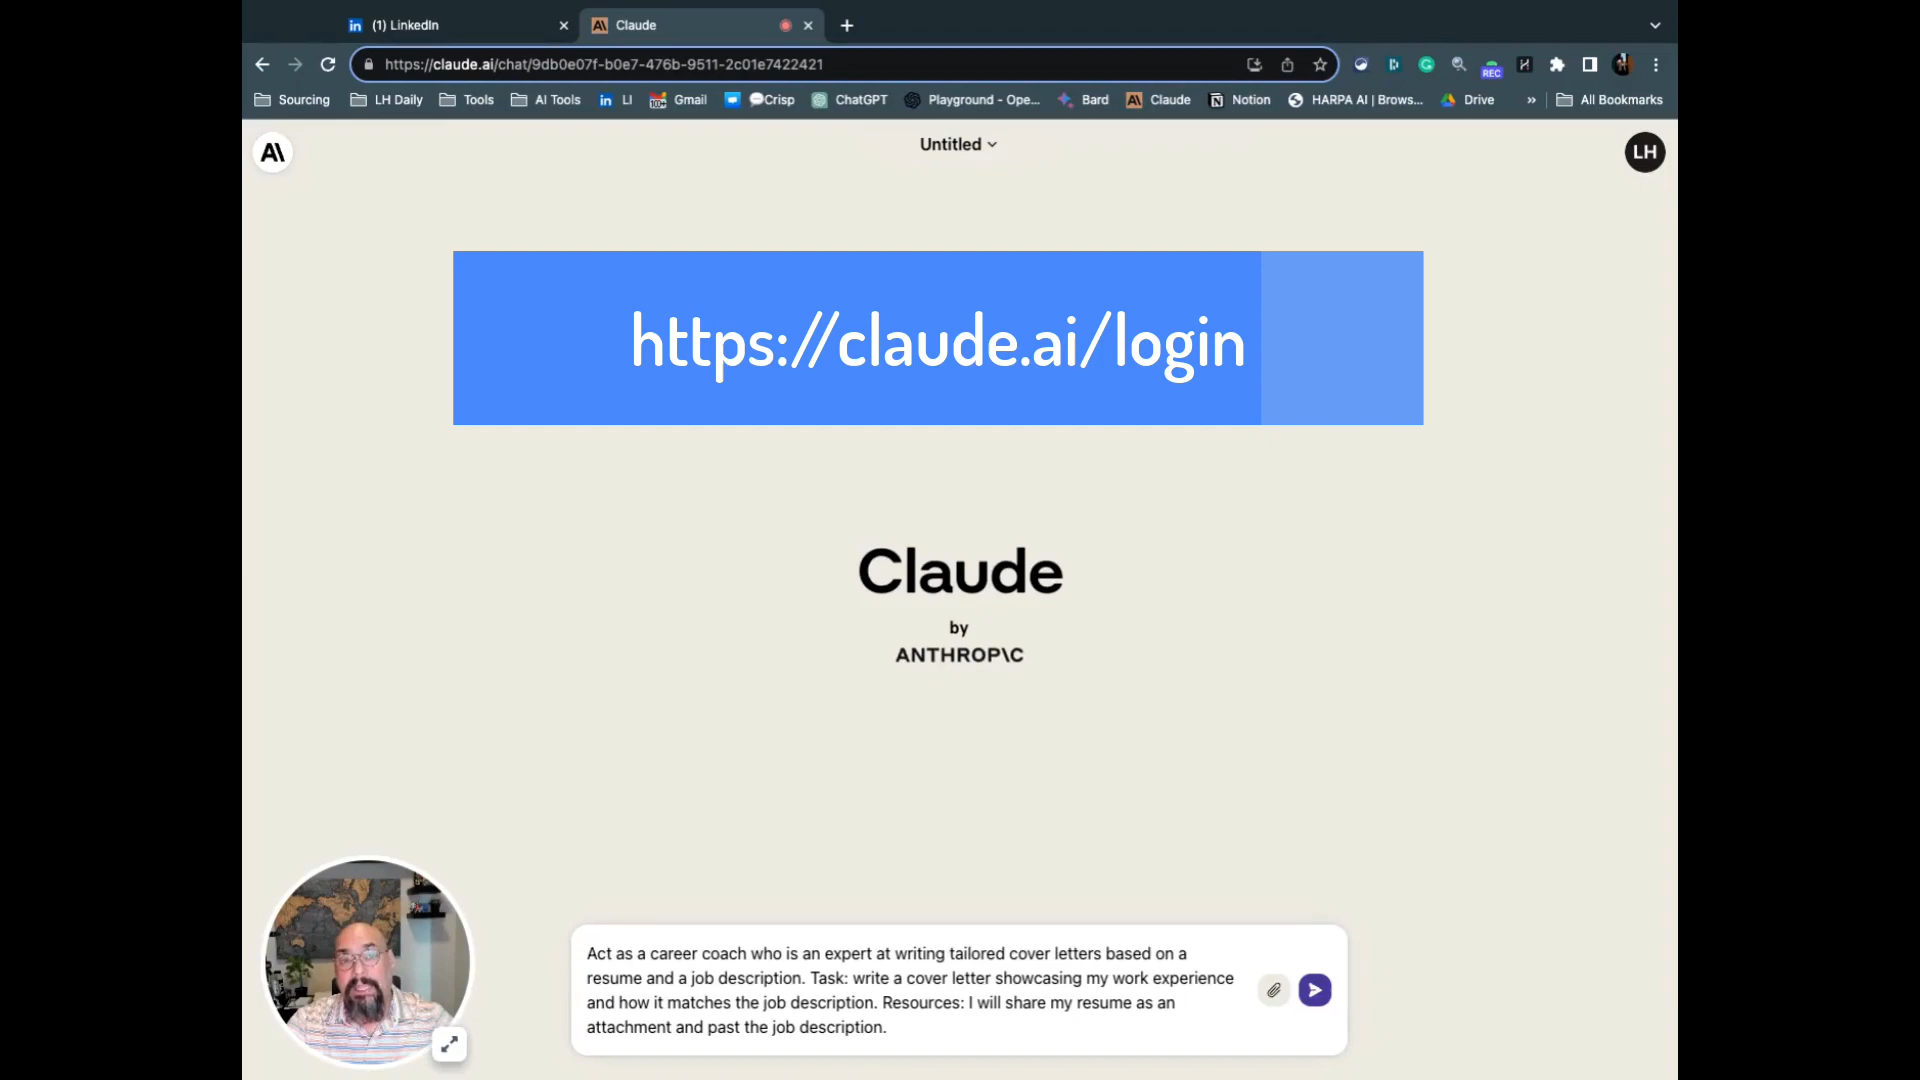 (1) LinkedIn
Claude
https://claude.ai/chat/9db0e07f-b0e7-476b-9511-2c01e7422421
REC
Sourcing LH Daily Tools AI Tools LI Gmail Crisp ChatGPT Playground - Ope... Bard Claude Notion HARPA AI | Brows... Drive » All Bookmarks
Untitled
LH
https://claude.ai/login
Claude
by
ANTHROP\C
Act as a career coach who is an expert at writing tailored cover letters based on a
resume and a job description. Task: write a cover letter showcasing my work experience
and how it matches the job description. Resources: I will share my resume as an
attachment and past the job description.